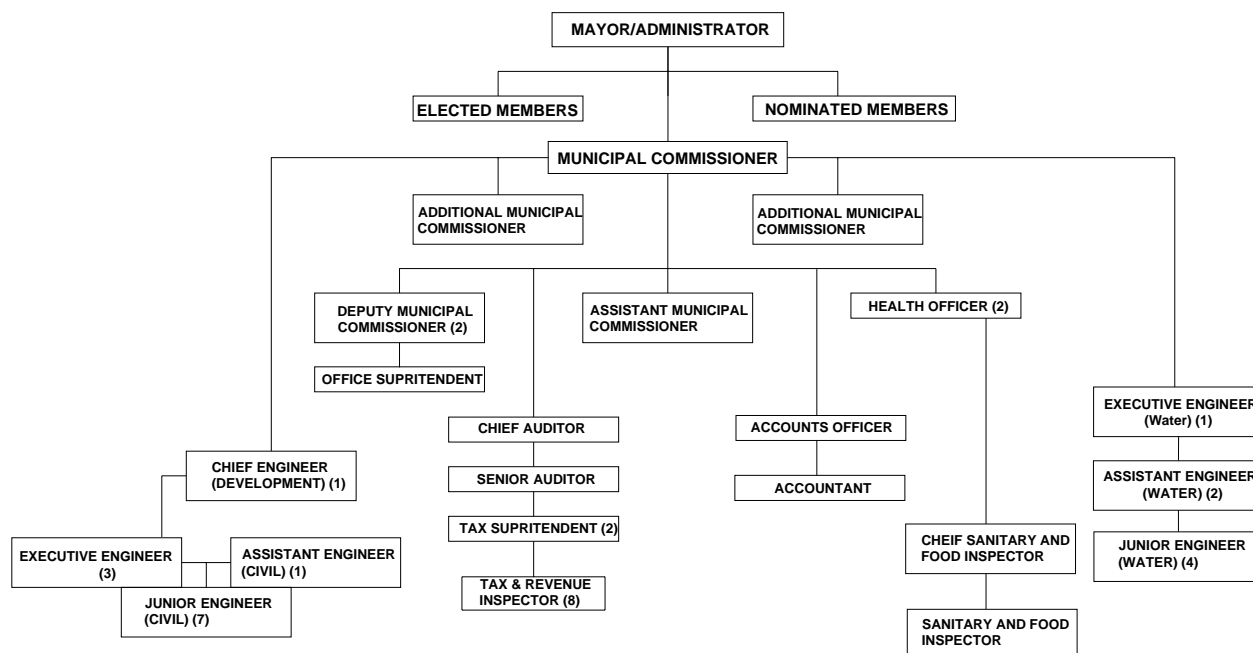 MAYOR/ADMINISTRATOR
ELECTED MEMBERS
NOMINATED MEMBERS
MUNICIPAL COMMISSIONER
ADDITIONAL MUNICIPAL
COMMISSIONER
ADDITIONAL MUNICIPAL
COMMISSIONER
DEPUTY MUNICIPAL
COMMISSIONER (2)
ASSISTANT MUNICIPAL
COMMISSIONER
HEALTH OFFICER (2)
OFFICE SUPRITENDENT
EXECUTIVE ENGINEER
(Water) (1)
CHIEF AUDITOR
ACCOUNTS OFFICER
CHIEF ENGINEER
(DEVELOPMENT) (1)
SENIOR AUDITOR
ACCOUNTANT
ASSISTANT ENGINEER
(WATER) (2)
TAX SUPRITENDENT (2)
CHEIF SANITARY AND
FOOD INSPECTOR
JUNIOR ENGINEER
(WATER) (4)
EXECUTIVE ENGINEER
(3)
ASSISTANT ENGINEER
(CIVIL) (1)
TAX & REVENUE
INSPECTOR (8)
JUNIOR ENGINEER
(CIVIL) (7)
SANITARY AND FOOD
INSPECTOR